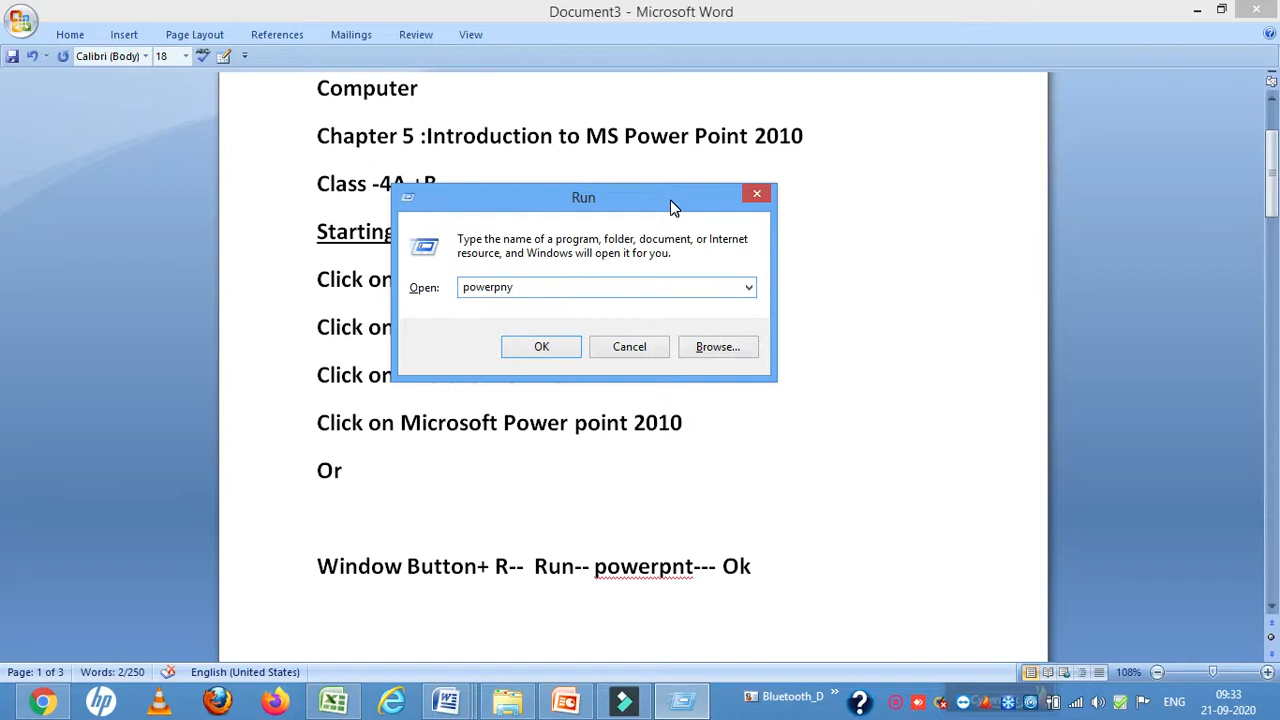 Document3 - Microsoft Word
Home Insert Page Layout References Mailings Review View
Calibri (Body) 18
Computer
Chapter 5 :Introduction to MS Power Point 2010
Class -4A +B
Run
Starting
Type the name of a program, folder, document, or Internet
resource, and Windows will open it for you.
Click on
Open: powerpny
Click on
OK Cancel Browse...
Click on
Click on Microsoft Power point 2010
Or
Window Button+ R-- Run-- powerpnt--- Ok
Page: 1 of 3 Words: 2/250 English (United States) 108%
Bluetooth_D ENG 09:33
21-09-2020